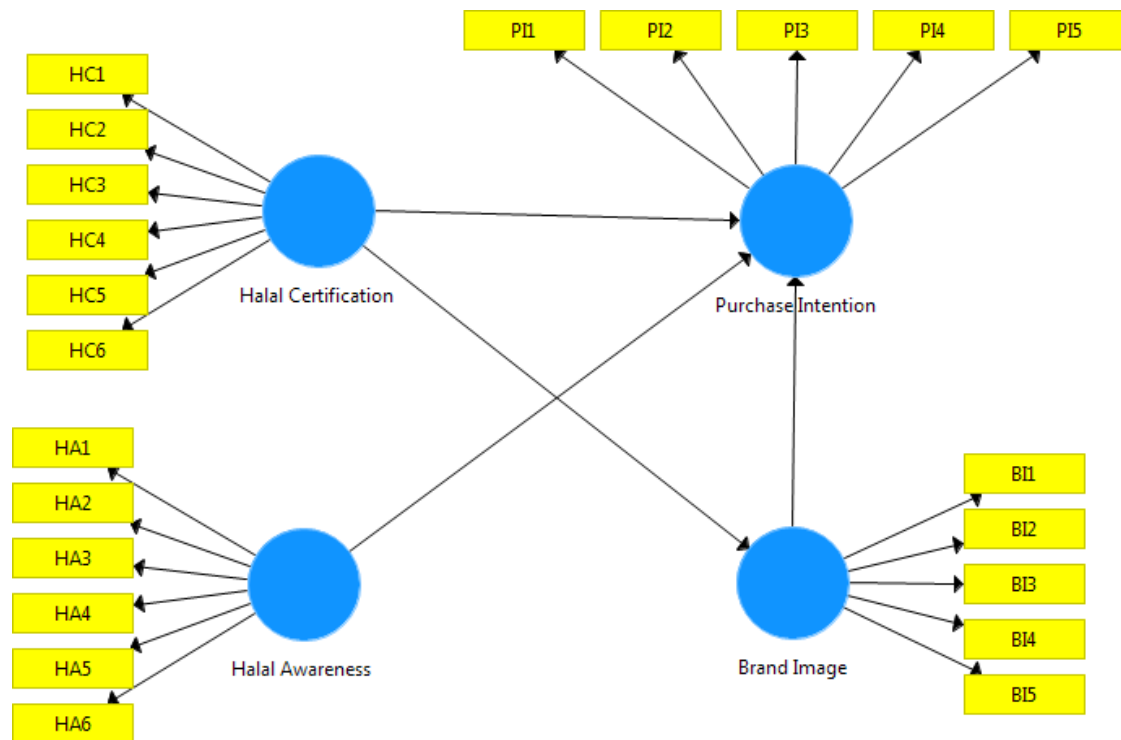 PI1
PI2
PI3
PI4
PI5
HC1
HC2
HC3
HC4
HC5
HC6
Halal Certification
Purchase Intention
HA1
HA2
HA3
HA4
HA5
HA6
Halal Awareness
BI1
BI2
BI3
BI4
BI5
Brand Image